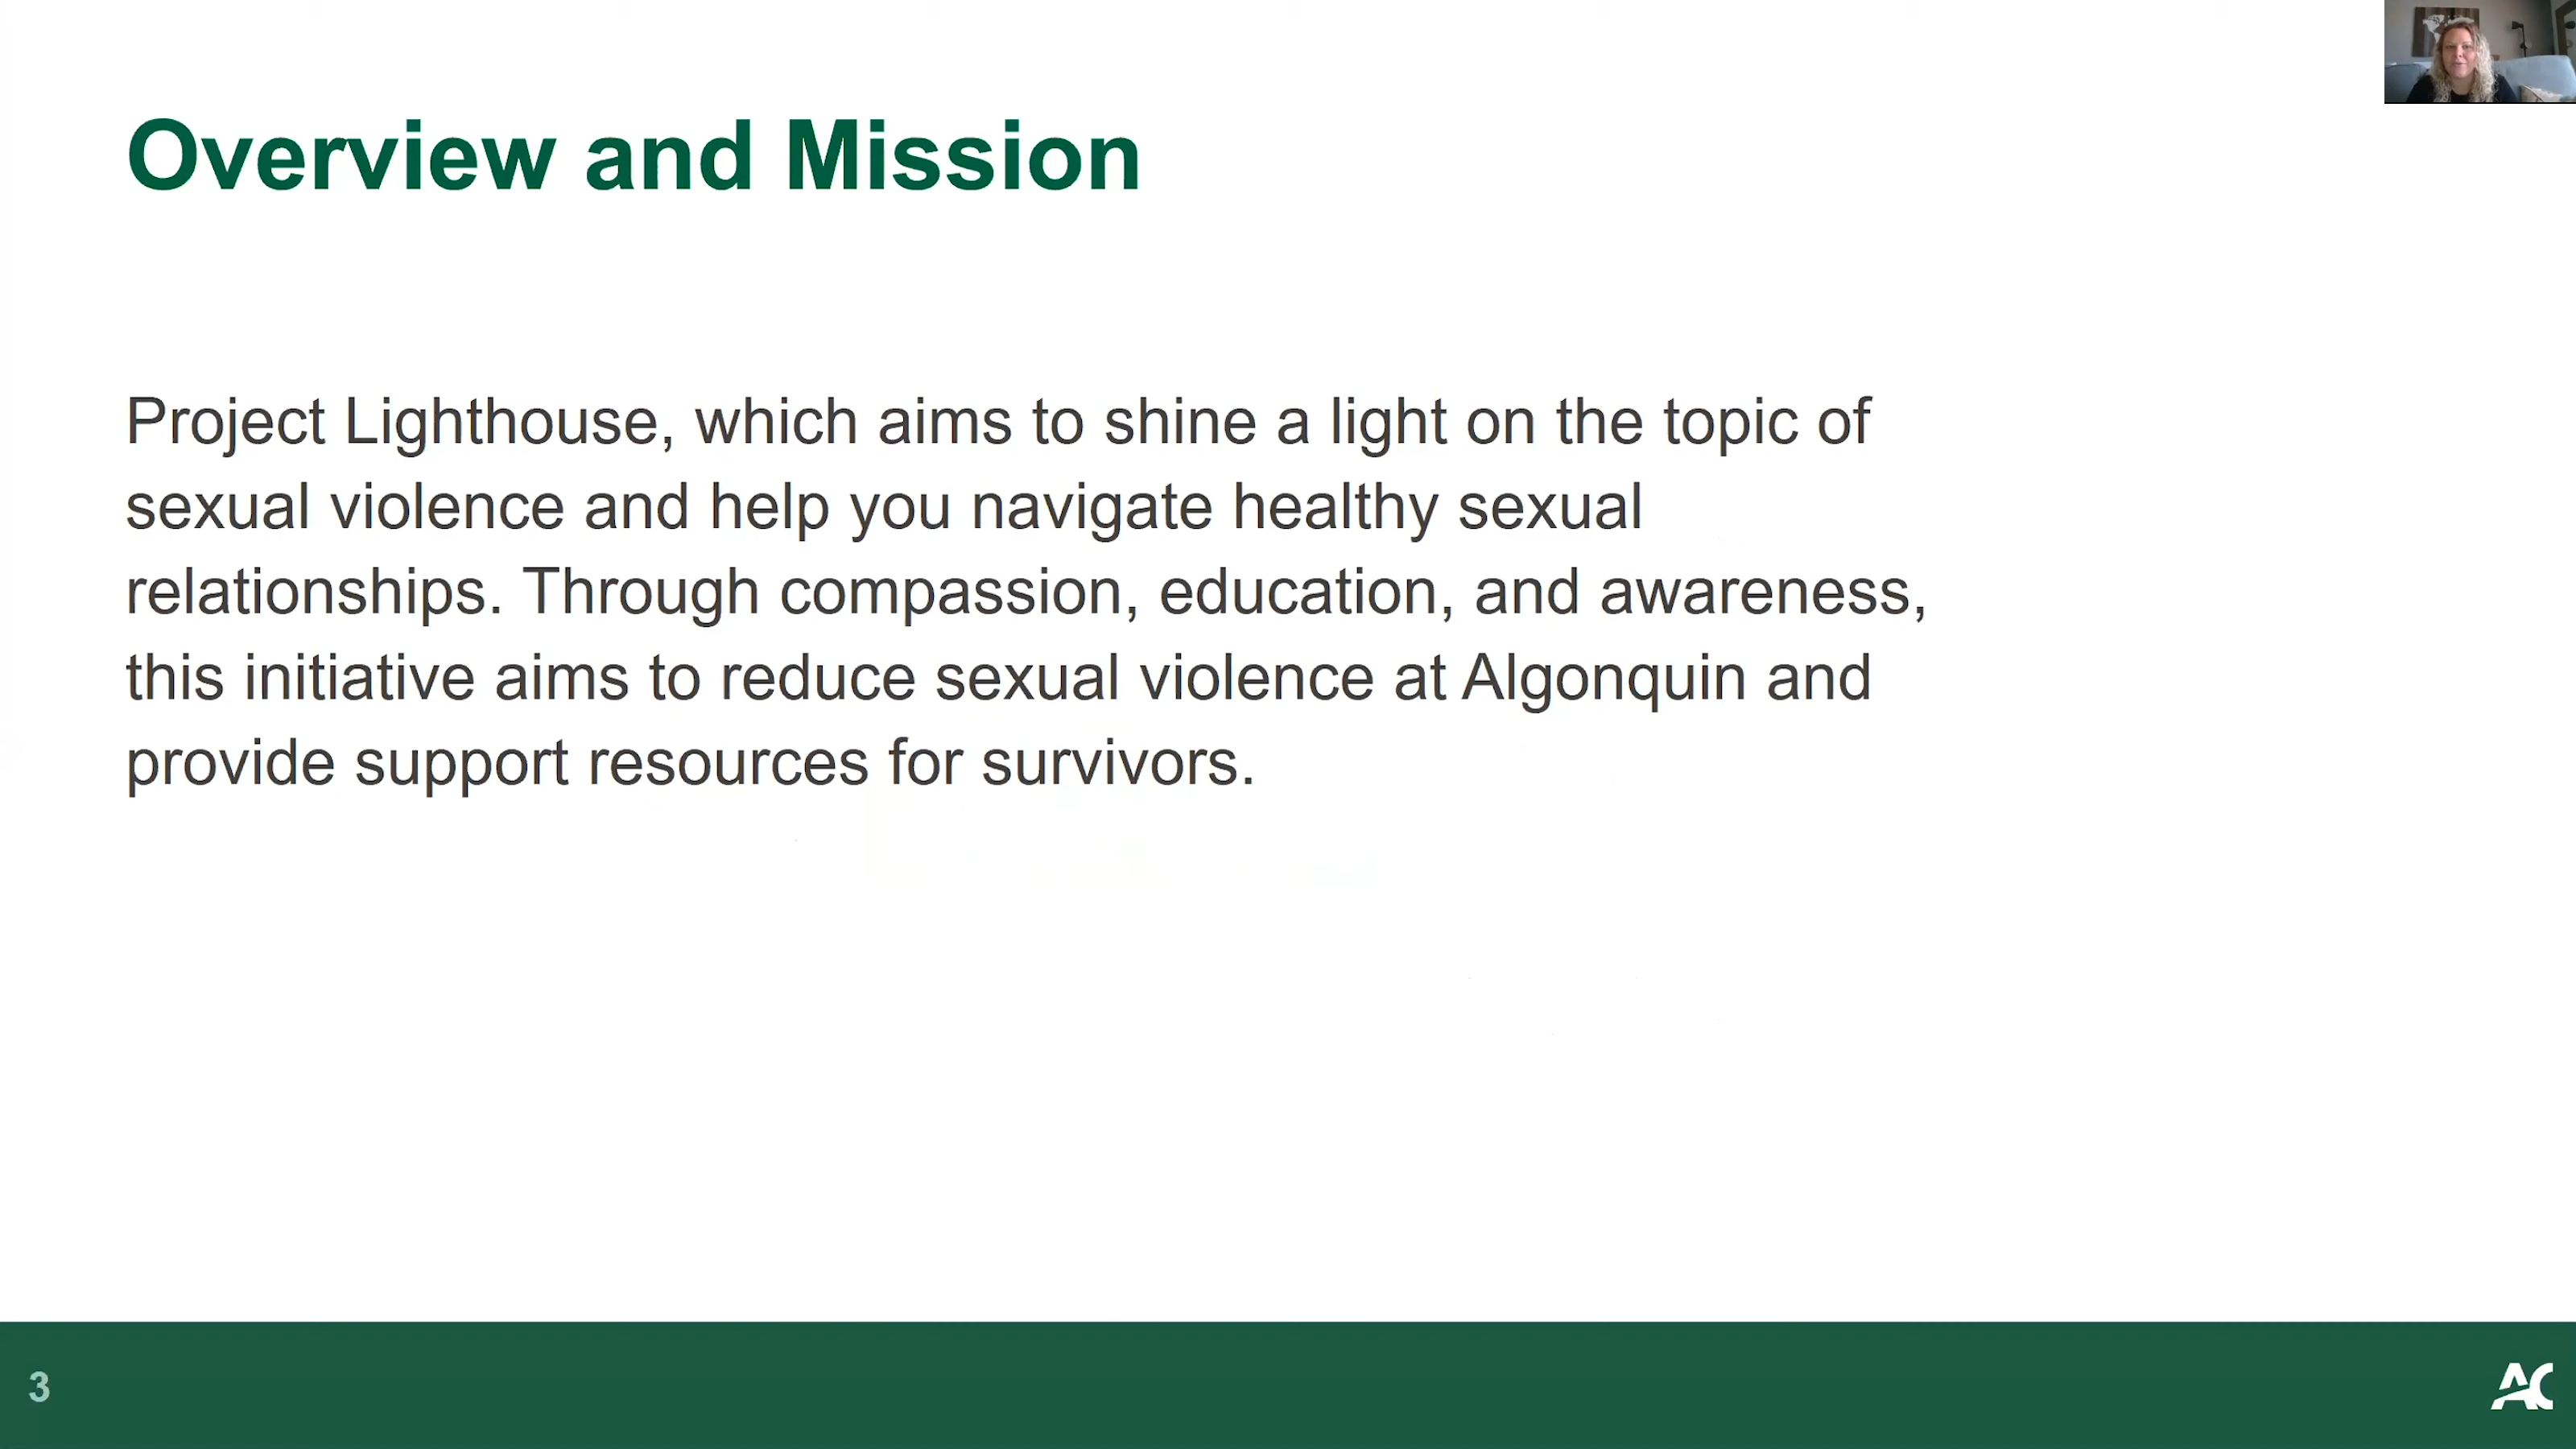 Overview and Mission
Project Lighthouse, which aims to shine a light on the topic of
sexual violence and help you navigate healthy sexual
relationships. Through compassion, education, and awareness,
this initiative aims to reduce sexual violence at Algonquin and
provide support resources for survivors.
3
AC